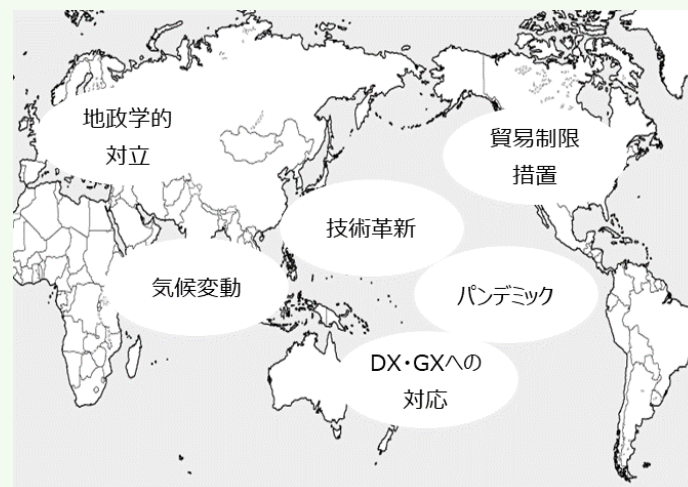 地政学的
対立
貿易制限
措置
技術革新
気候変動
パンデミック
DX・GXへの
対応